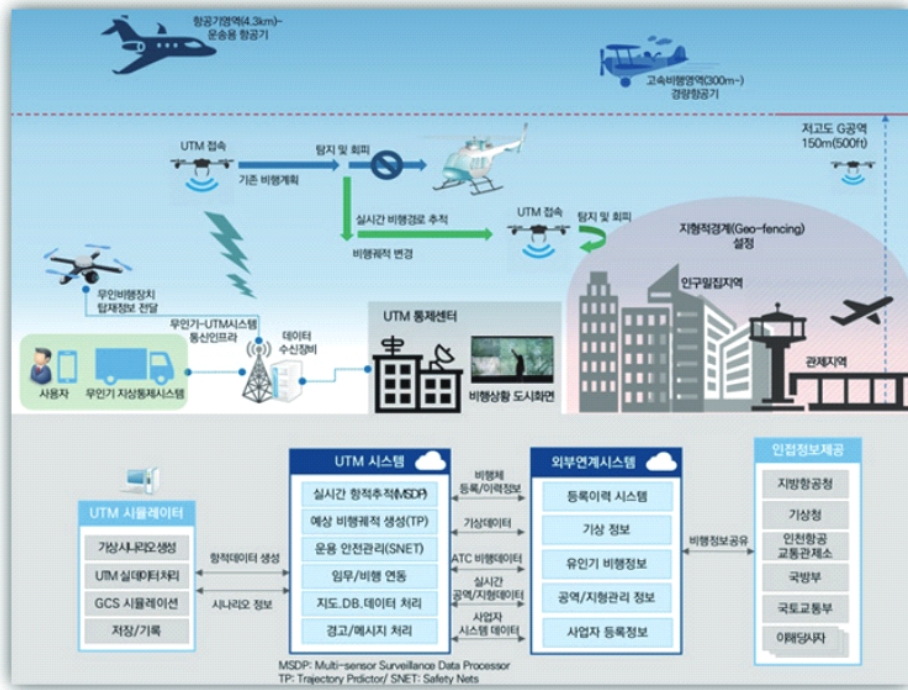 항공기영역(4.3km)-
운송용 항공기
고속비행영역(300m~)
경량항공기
저고도 G공역
150m(500ft)
UTM 접속
탐지 및 회피
기존 비행계획
실시간 비행경로 추적
UTM 접속
탐지 및 회피
비행궤적 변경
지형적경계(Geo-fencing)
설정
인구밀집지역
무인비행장치
탑재정보 전달
무인기-UTM시스템
통신인프라
데이터
수신장비
UTM 통제센터
관제지역
사용자
무인기 지상통제시스템
비행상황 도시화면
UTM 시뮬레이터
가상시나리오생성
UTM 실데이터처리
GCS 시뮬레이션
저장/기록
항적데이터 생성
시나리오 정보
UTM 시스템
실시간 항적추적(MSDP)
예상 비행궤적 생성(TP)
운용 안전관리(SNET)
임무/비행 연동
지도.DB.데이터 처리
경고/메시지 처리
비행체
등록/이력정보
기상데이터
ATC 비행데이터
실시간
공역/지형데이터
사업자
시스템 데이터
외부연계시스템
등록이력 시스템
기상 정보
유인기 비행정보
공역/지형관리 정보
사업자 등록정보
비행정보공유
인접정보제공
지방항공청
기상청
인천항공
교통관제소
국방부
국토교통부
이해당사자
MSDP: Multi-sensor Surveillance Data Processor
TP: Trajectory Prdictor/ SNET: Safety Nets